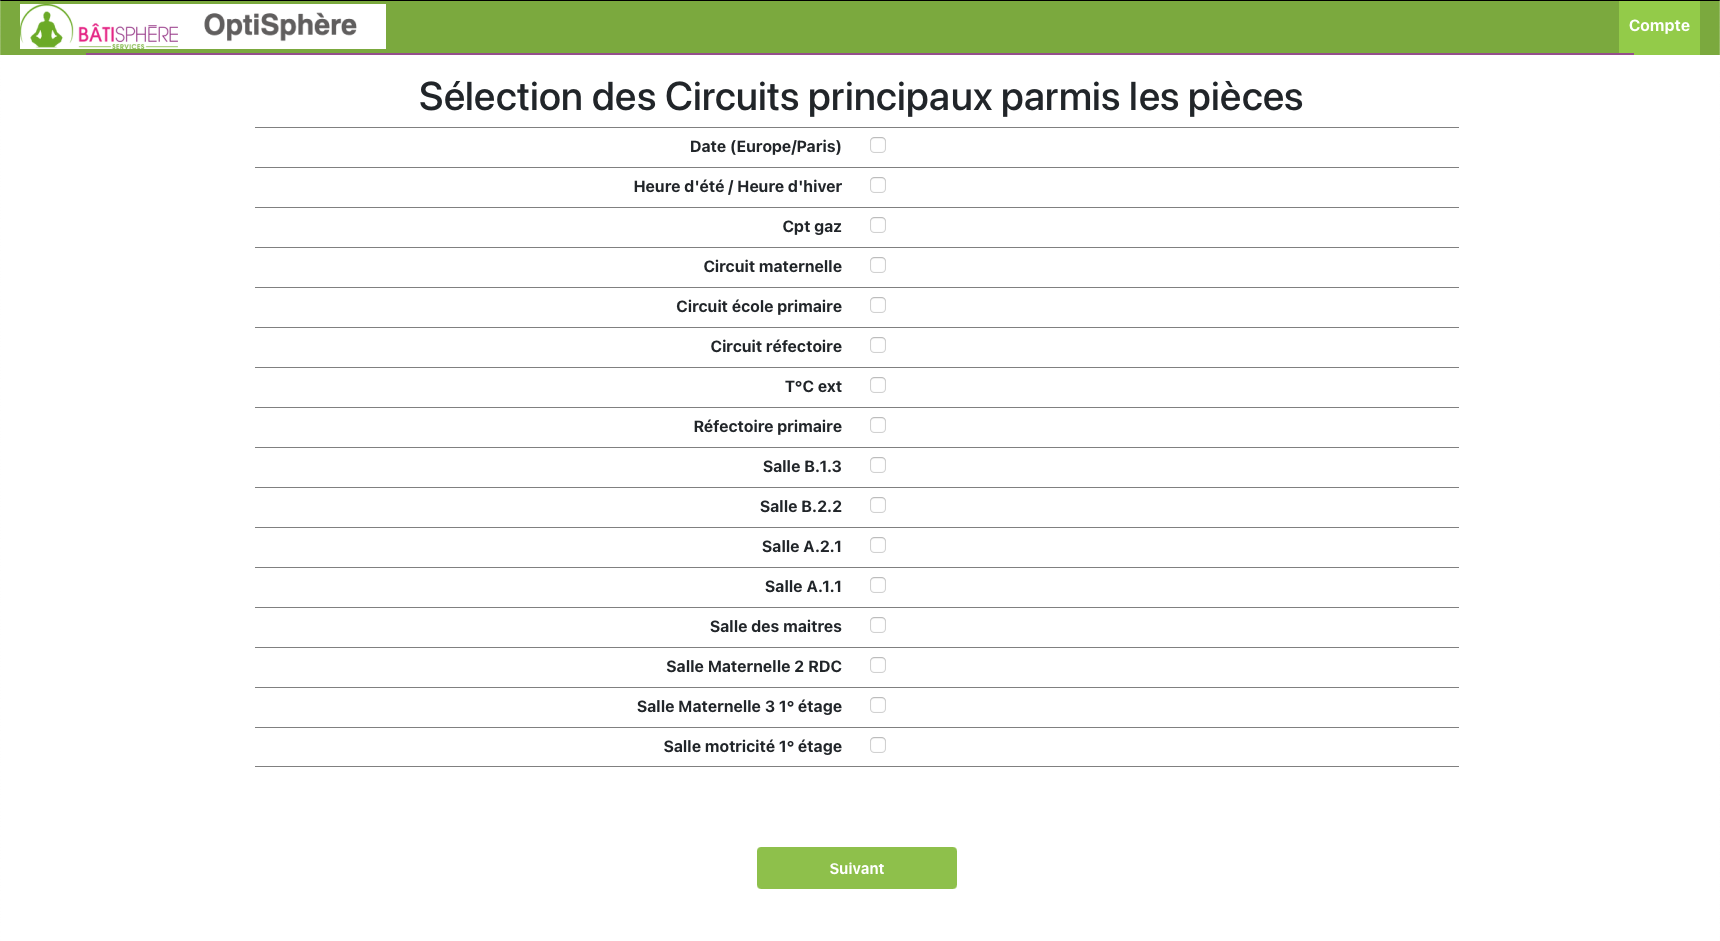 BÂTISPHÈRE
SERVICES
OptiSphère
Compte
Sélection des Circuits principaux parmis les pièces
Date (Europe/Paris)
Heure d'été / Heure d'hiver
Cpt gaz
Circuit maternelle
Circuit école primaire
Circuit réfectoire
T°C ext
Réfectoire primaire
Salle B.1.3
Salle B.2.2
Salle A.2.1
Salle A.1.1
Salle des maitres
Salle Maternelle 2 RDC
Salle Maternelle 3 1° étage
Salle motricité 1° étage
Suivant